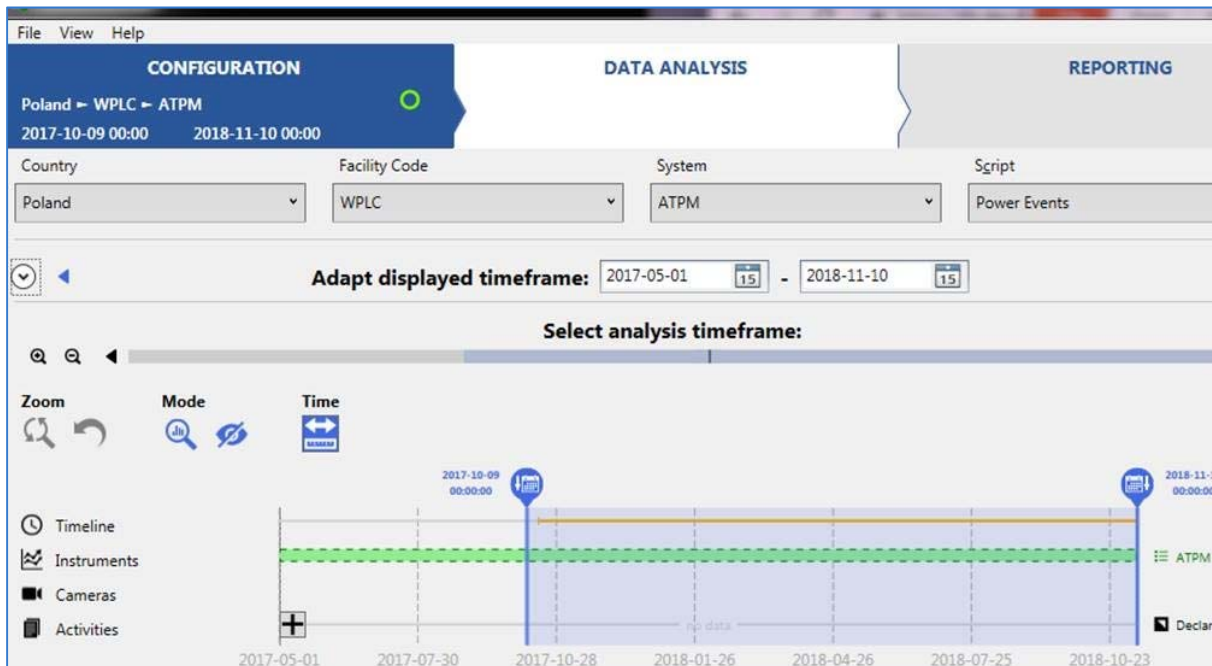 File View Help
CONFIGURATION DATA ANALYSIS REPORTING
Poland ► WPLC ► ATPM
2017-10-09 00:00 2018-11-10 00:00
Country Facility Code System Script
Poland WPLC ATPM Power Events
Adapt displayed timeframe: 2017-05-01 15 - 2018-11-10 15
Select analysis timeframe:
Zoom Mode Time
2017-10-09 2018-11-1
00:00:00 00:00:00
Timeline
Instruments ATPM
Cameras
Activities no data Declar
2017-05-01 2017-07-30 2017-10-28 2018-01-26 2018-04-26 2018-07-25 2018-10-23